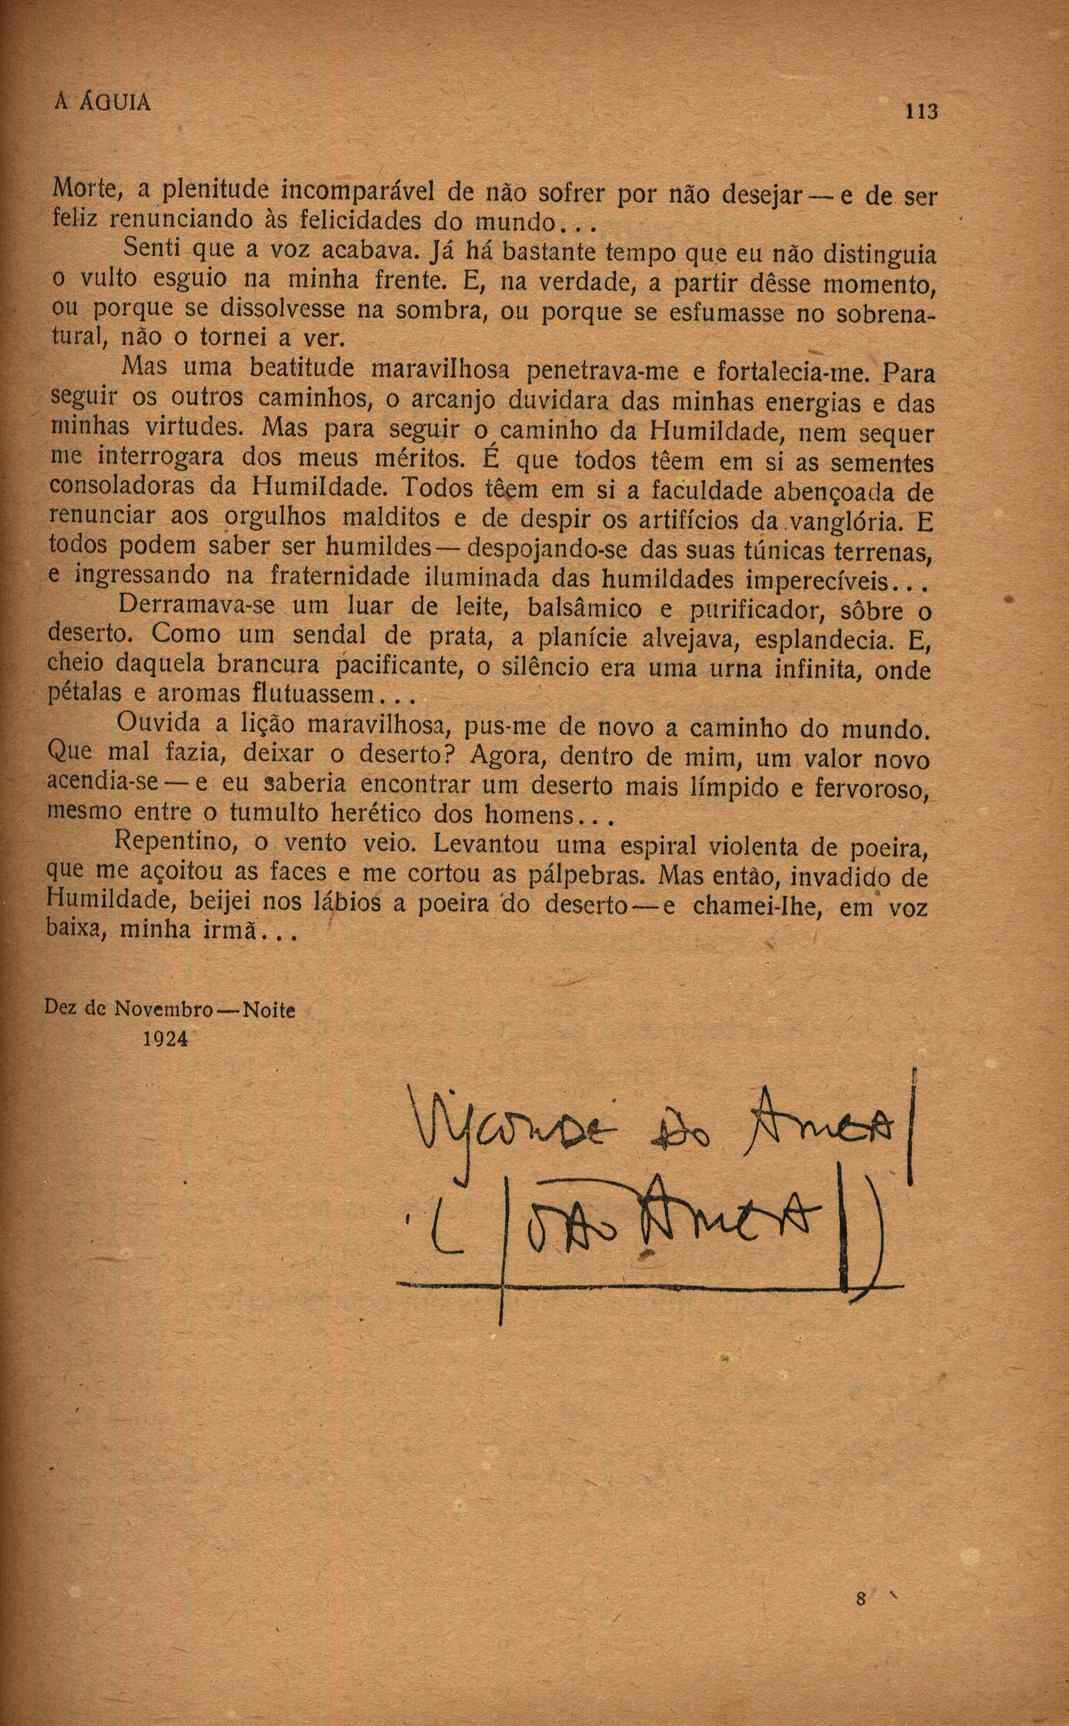 A ÁGUIA
113
Morte, a plenitude incomparável de não sofrer por não desejar — e de ser
feliz renunciando às felicidades do mundo...
Senti que a voz acabava. Já há bastante tempo que eu não distinguia
o vulto esguio na minha frente. E, na verdade, a partir dêsse momento,
ou porque se dissolvesse na sombra, ou porque se esfumasse no sobrena-
tural, não o tornei a ver.
Mas uma beatitude maravilhosa penetrava-me e fortalecia-me. Para
seguir os outros caminhos, o arcanjo duvidara das minhas energias e das
minhas virtudes. Mas para seguir o caminho da Humildade, nem sequer
me interrogara dos meus méritos. É que todos têem em si as sementes
consoladoras da Humildade. Todos têem em si a faculdade abençoada de
renunciar aos orgulhos malditos e de despir os artifícios da vanglória. E
todos podem saber ser humildes — despojando-se das suas túnicas terrenas,
e ingressando na fraternidade iluminada das humildades imperecíveis...
Derramava-se um luar de leite, balsâmico e purificador, sôbre o
deserto. Como um sendal de prata, a planície alvejava, esplandecia. E,
cheio daquela brancura pacificante, o silêncio era uma urna infinita, onde
pétalas e aromas flutuassem...
Ouvida a lição maravilhosa, pus-me de novo a caminho do mundo.
Que mal fazia, deixar o deserto? Agora, dentro de mim, um valor novo
acendia-se — e eu saberia encontrar um deserto mais límpido e fervoroso,
mesmo entre o tumulto herético dos homens...
Repentino, o vento veio. Levantou uma espiral violenta de poeira,
que me açoitou as faces e me cortou as pálpebras. Mas então, invadido de
Humildade, beijei nos lábios a poeira do deserto — e chamei-lhe, em voz
baixa, minha irmã...
Dez de Novembro — Noite
1924
Visconde do Ameal
(João Ameal)
8